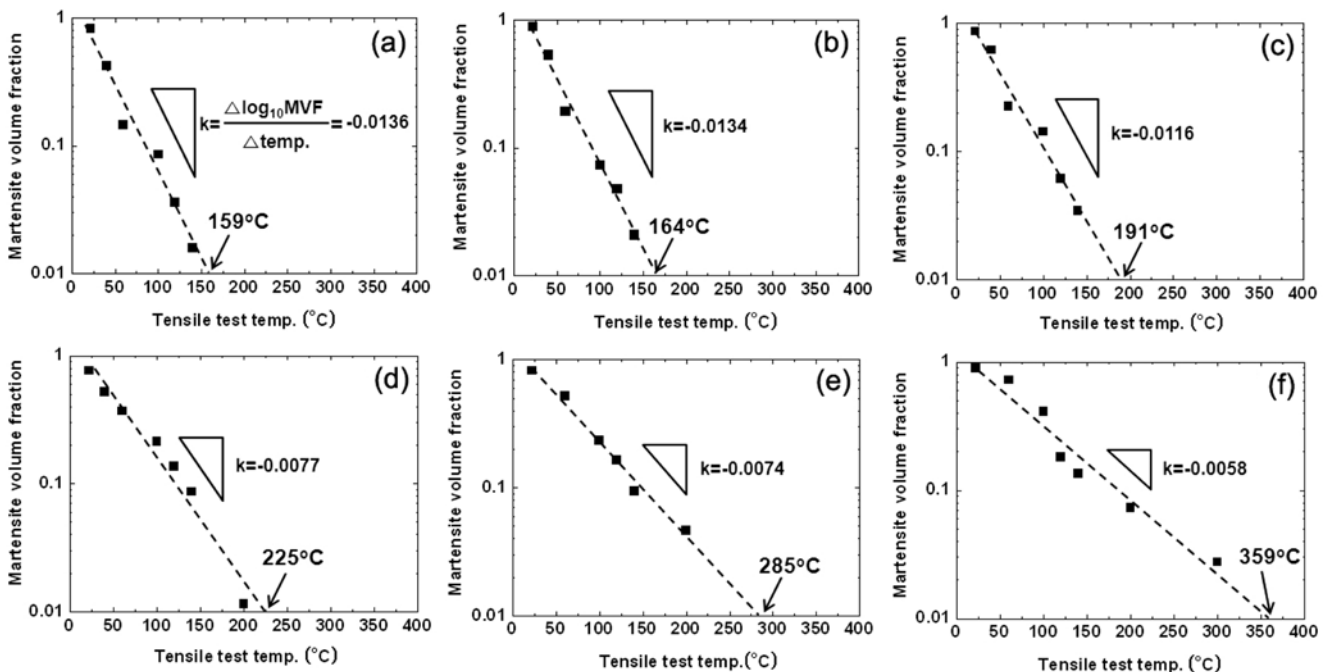 (a)
Martensite volume fraction
1
0.1
0.01
k= △log₁₀MVF / △temp. = -0.0136
159°C
0 50 100 150 200 250 300 350 400
Tensile test temp. (°C)
(b)
Martensite volume fraction
1
0.1
0.01
k=-0.0134
164°C
0 50 100 150 200 250 300 350 400
Tensile test temp. (°C)
(c)
Martensite volume fraction
1
0.1
0.01
k=-0.0116
191°C
0 50 100 150 200 250 300 350 400
Tensile test temp. (°C)
(d)
Martensite volume fraction
1
0.1
0.01
k=-0.0077
225°C
0 50 100 150 200 250 300 350 400
Tensile test temp. (°C)
(e)
Martensite volume fraction
1
0.1
0.01
k=-0.0074
285°C
0 50 100 150 200 250 300 350 400
Tensile test temp. (°C)
(f)
Martensite volume fraction
1
0.1
0.01
k=-0.0058
359°C
0 50 100 150 200 250 300 350 400
Tensile test temp. (°C)